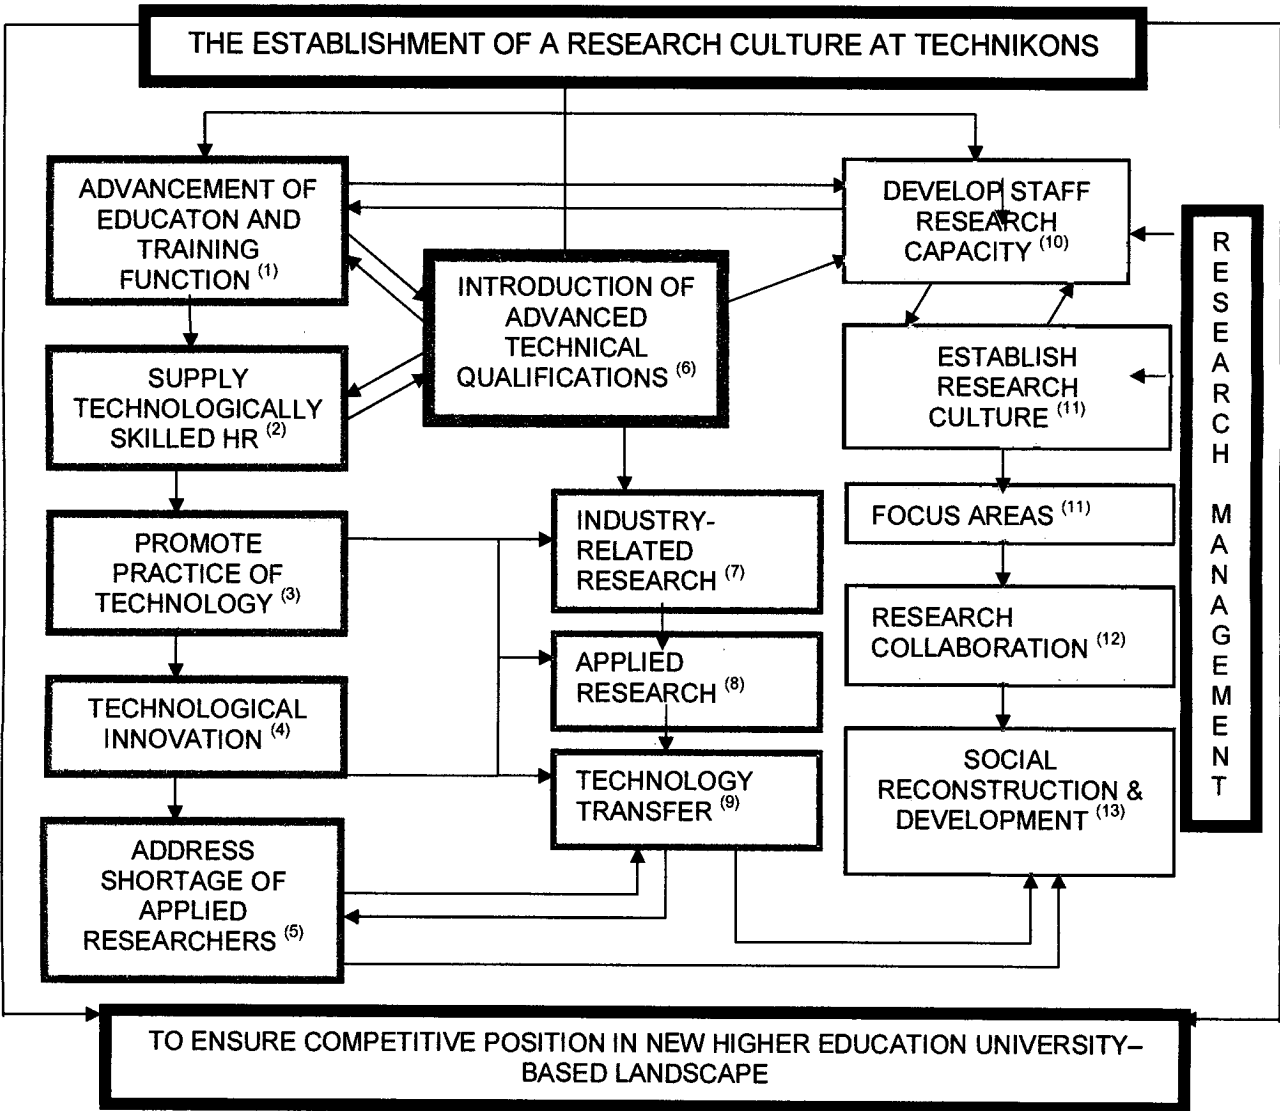 THE ESTABLISHMENT OF A RESEARCH CULTURE AT TECHNIKONS
ADVANCEMENT OF
EDUCATON AND
TRAINING
FUNCTION (1)
SUPPLY
TECHNOLOGICALLY
SKILLED HR (2)
PROMOTE
PRACTICE OF
TECHNOLOGY (3)
TECHNOLOGICAL
INNOVATION (4)
ADDRESS
SHORTAGE OF
APPLIED
RESEARCHERS (5)
INTRODUCTION OF
ADVANCED
TECHNICAL
QUALIFICATIONS (6)
INDUSTRY-
RELATED
RESEARCH (7)
APPLIED
RESEARCH (8)
TECHNOLOGY
TRANSFER (9)
DEVELOP STAFF
RESEARCH
CAPACITY (10)
ESTABLISH
RESEARCH
CULTURE (11)
FOCUS AREAS (11)
RESEARCH
COLLABORATION (12)
SOCIAL
RECONSTRUCTION &
DEVELOPMENT (13)
RESEARCH MANAGEMENT
TO ENSURE COMPETITIVE POSITION IN NEW HIGHER EDUCATION UNIVERSITY–
BASED LANDSCAPE